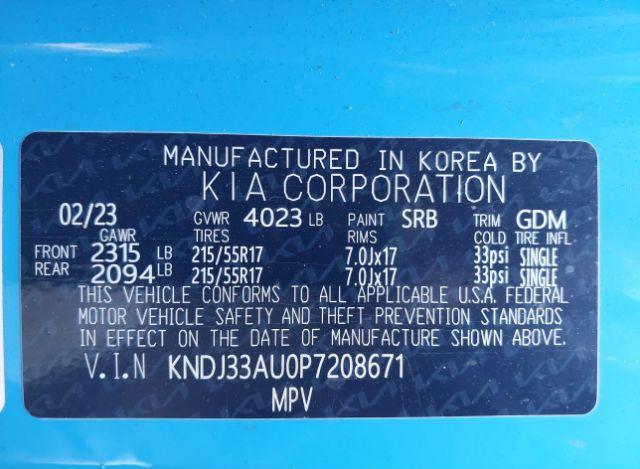 MANUFACTURED IN KOREA BY
KIA CORPORATION
02/23 GVWR 4023 LB PAINT SRB TRIM GDM
GAWR TIRES RIMS COLD TIRE INFL
FRONT 2315 LB 215/55R17 7.0Jx17 33psi SINGLE
REAR 2094 LB 215/55R17 7.0Jx17 33psi SINGLE
THIS VEHICLE CONFORMS TO ALL APPLICABLE U.S.A. FEDERAL
MOTOR VEHICLE SAFETY AND THEFT PREVENTION STANDARDS
IN EFFECT ON THE DATE OF MANUFACTURE SHOWN ABOVE.
V.I.N KNDJ33AU0P7208671
MPV